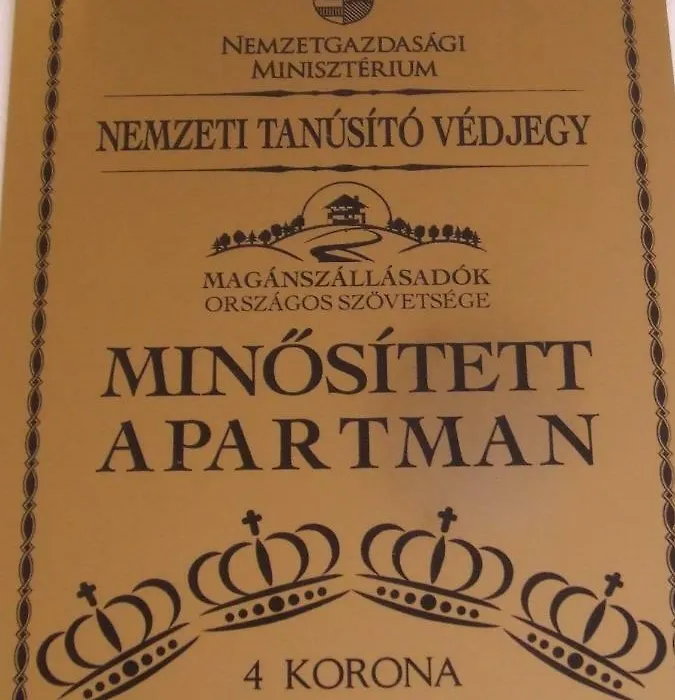 NEMZETGAZDASÁGI
MINISZTÉRIUM
NEMZETI TANÚSÍTÓ VÉDJEGY
MAGÁNSZÁLLÁSADÓK
ORSZÁGOS SZÖVETSÉGE
MINŐSÍTETT
APARTMAN
4 KORONA